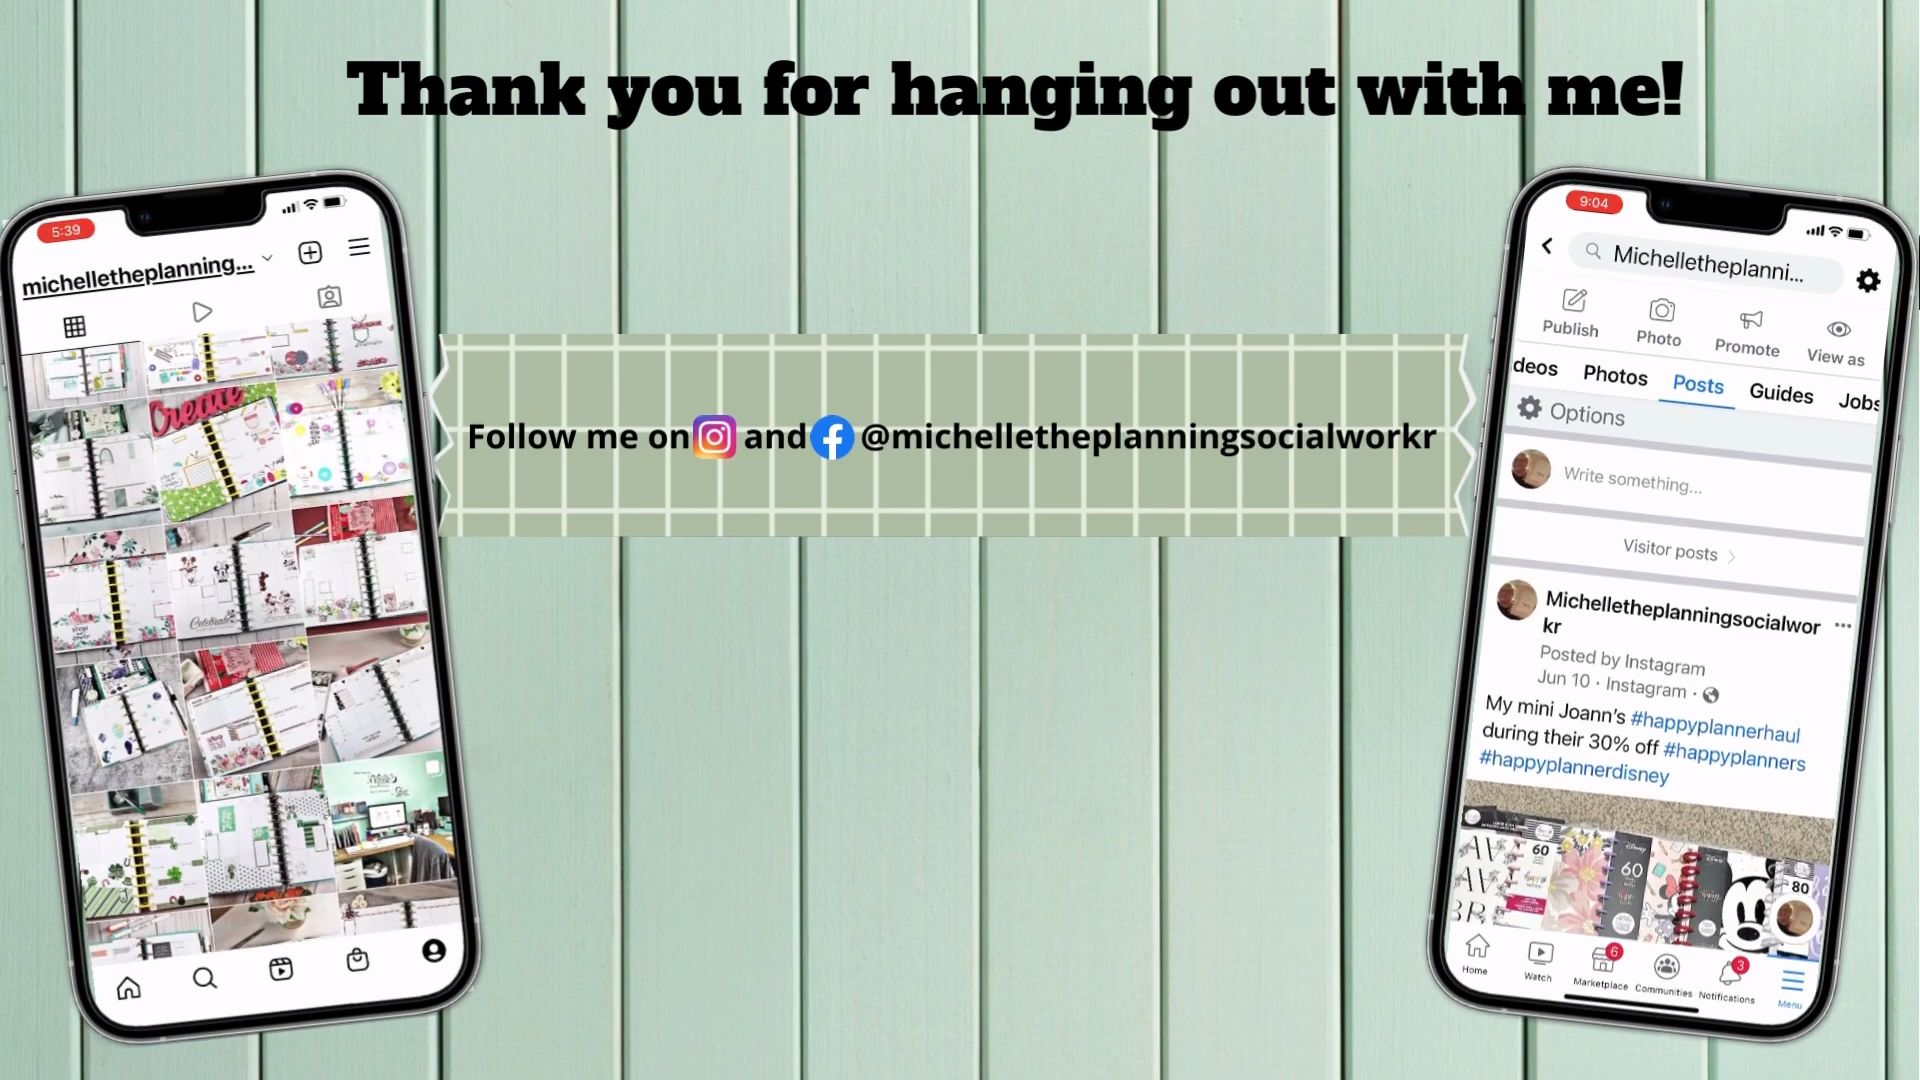 Thank you for hanging out with me!
Follow me on and @michelletheplanningsocialworkr
5:39
michelletheplanning...
Create
Celebrate
9:04
Michelletheplanni...
Publish
Photo
Promote
View as
deos
Photos
Posts
Guides
Jobs
Options
Write something...
Visitor posts
Michelletheplanningsocialwor
kr
Posted by Instagram
Jun 10 · Instagram ·
My mini Joann's #happyplannerhaul
during their 30% off #happyplanners
#happyplannerdisney
60
60
80
Home
Watch
6
Marketplace
Communities
3
Notifications
Menu